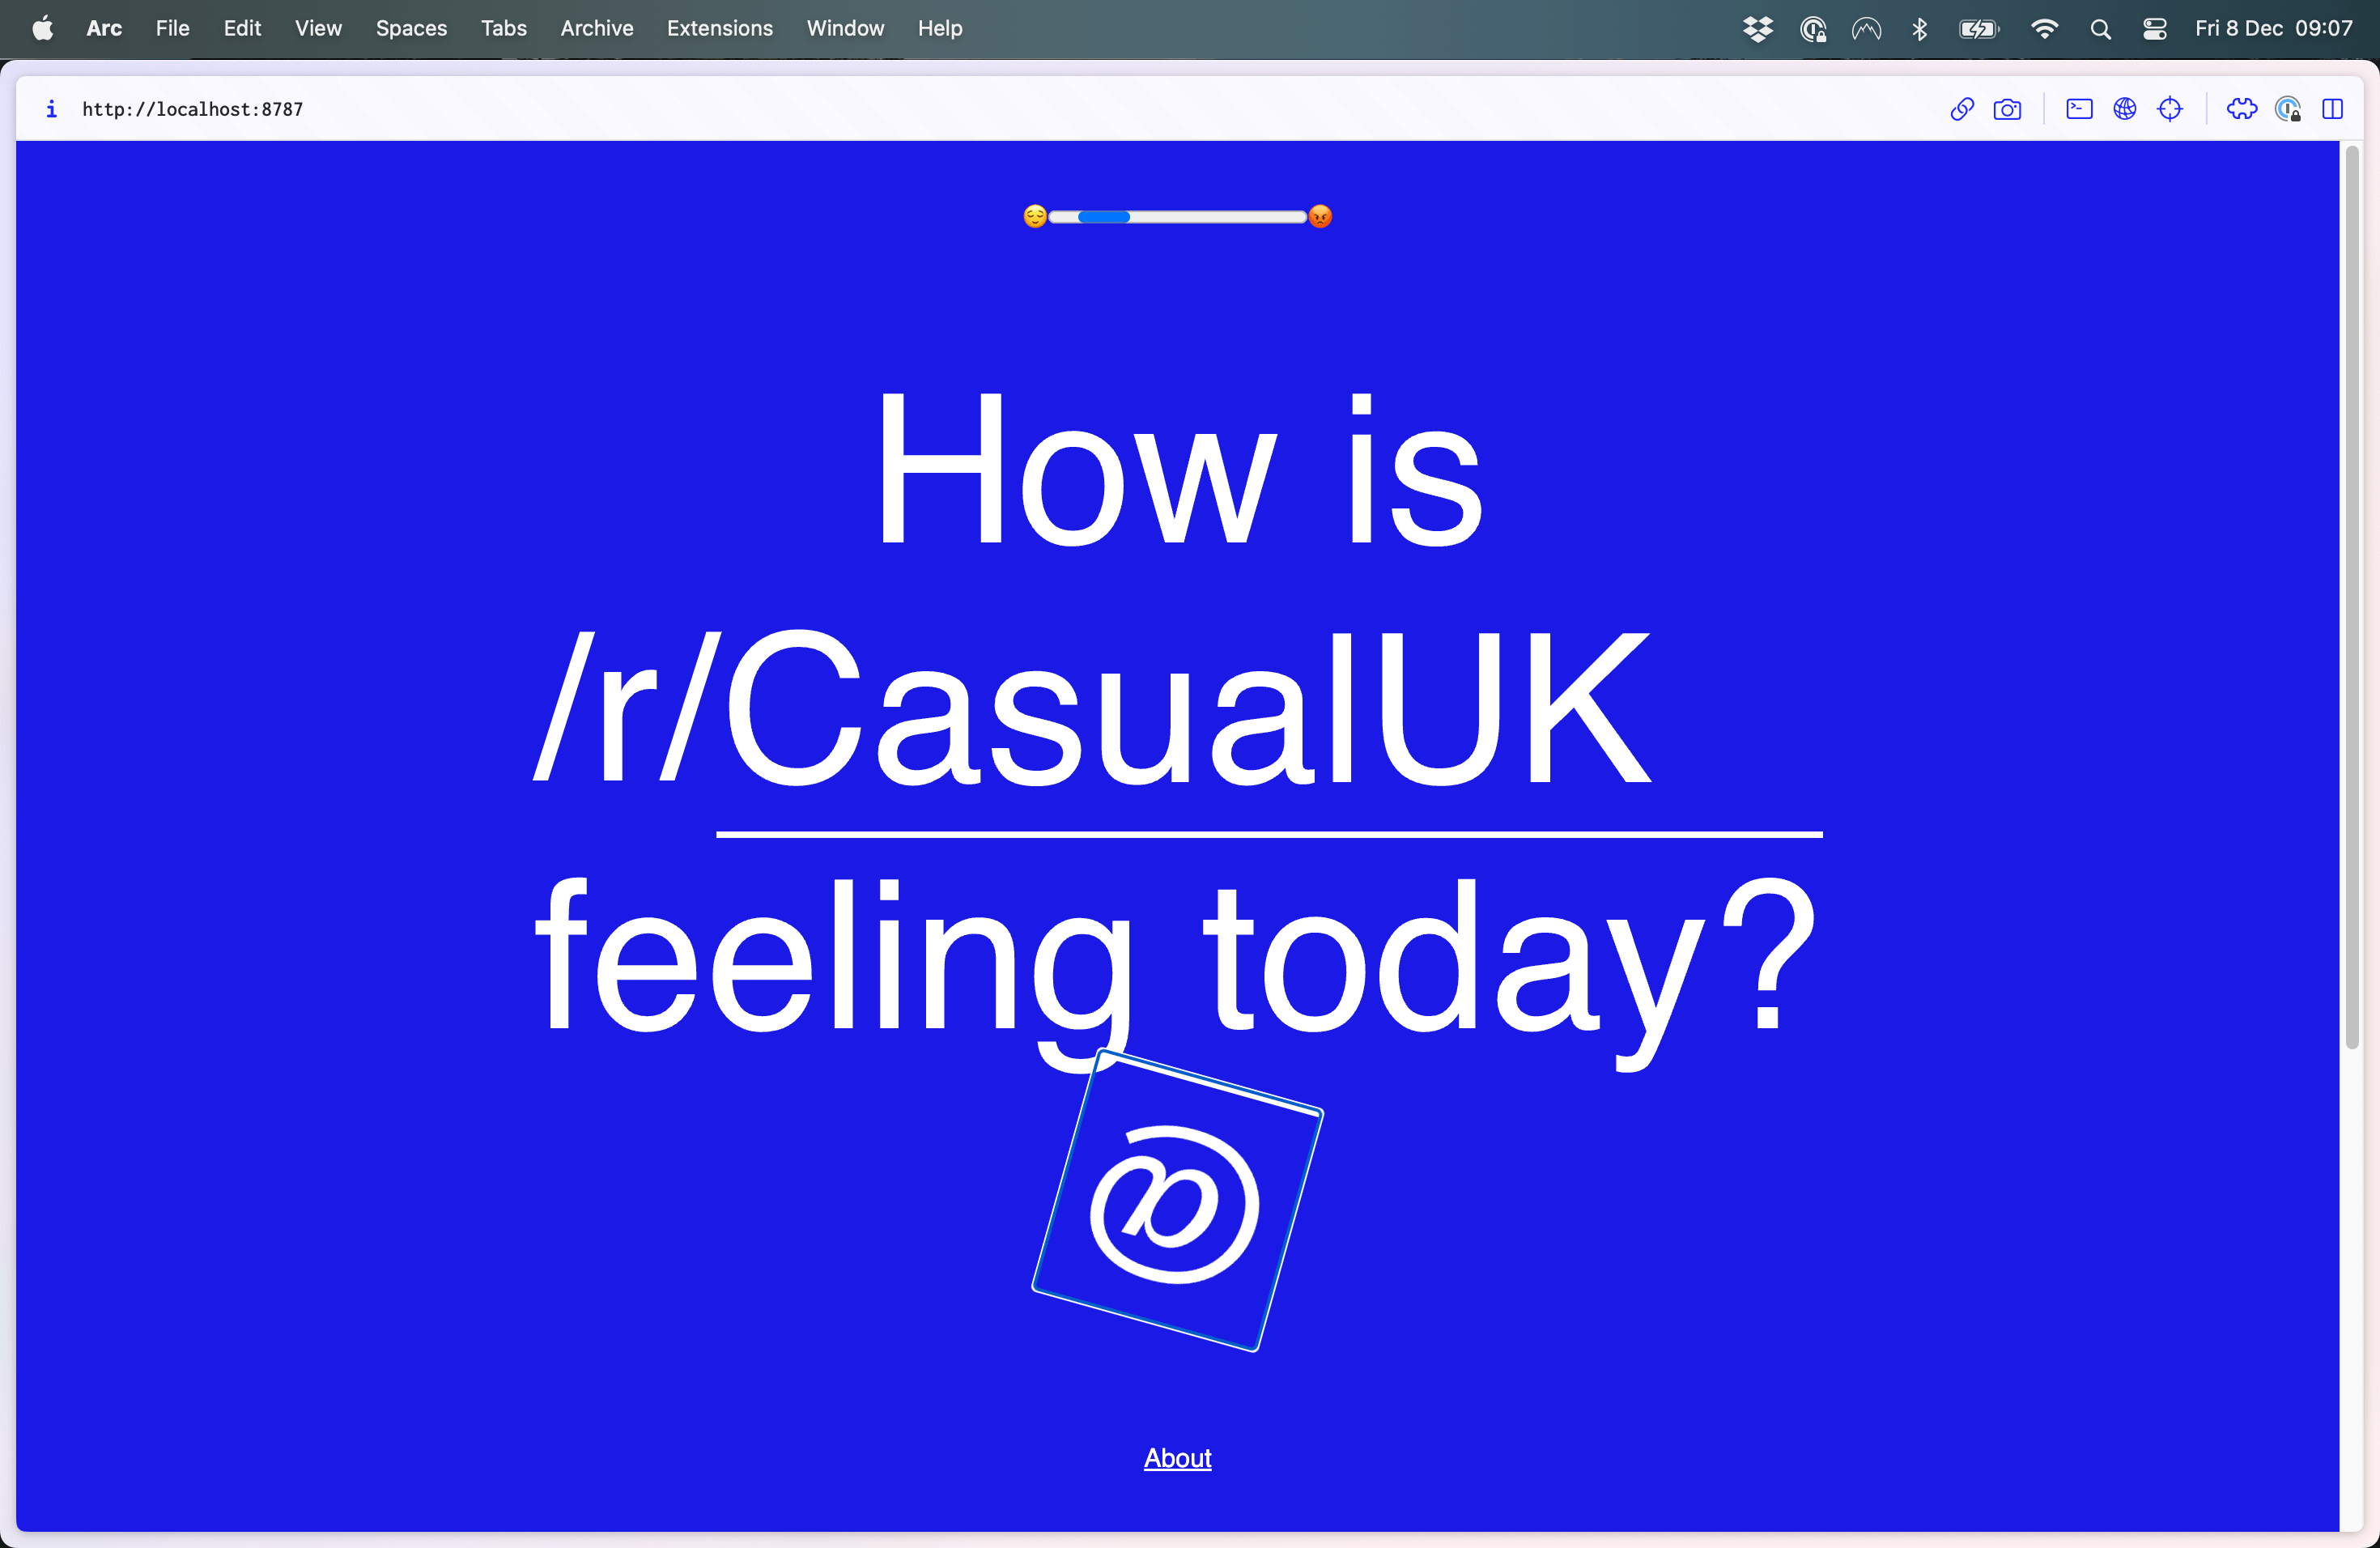 Arc File Edit View Spaces Tabs Archive Extensions Window Help Fri 8 Dec 09:07
http://localhost:8787
How is
/r/CasualUK
feeling today?
@
About